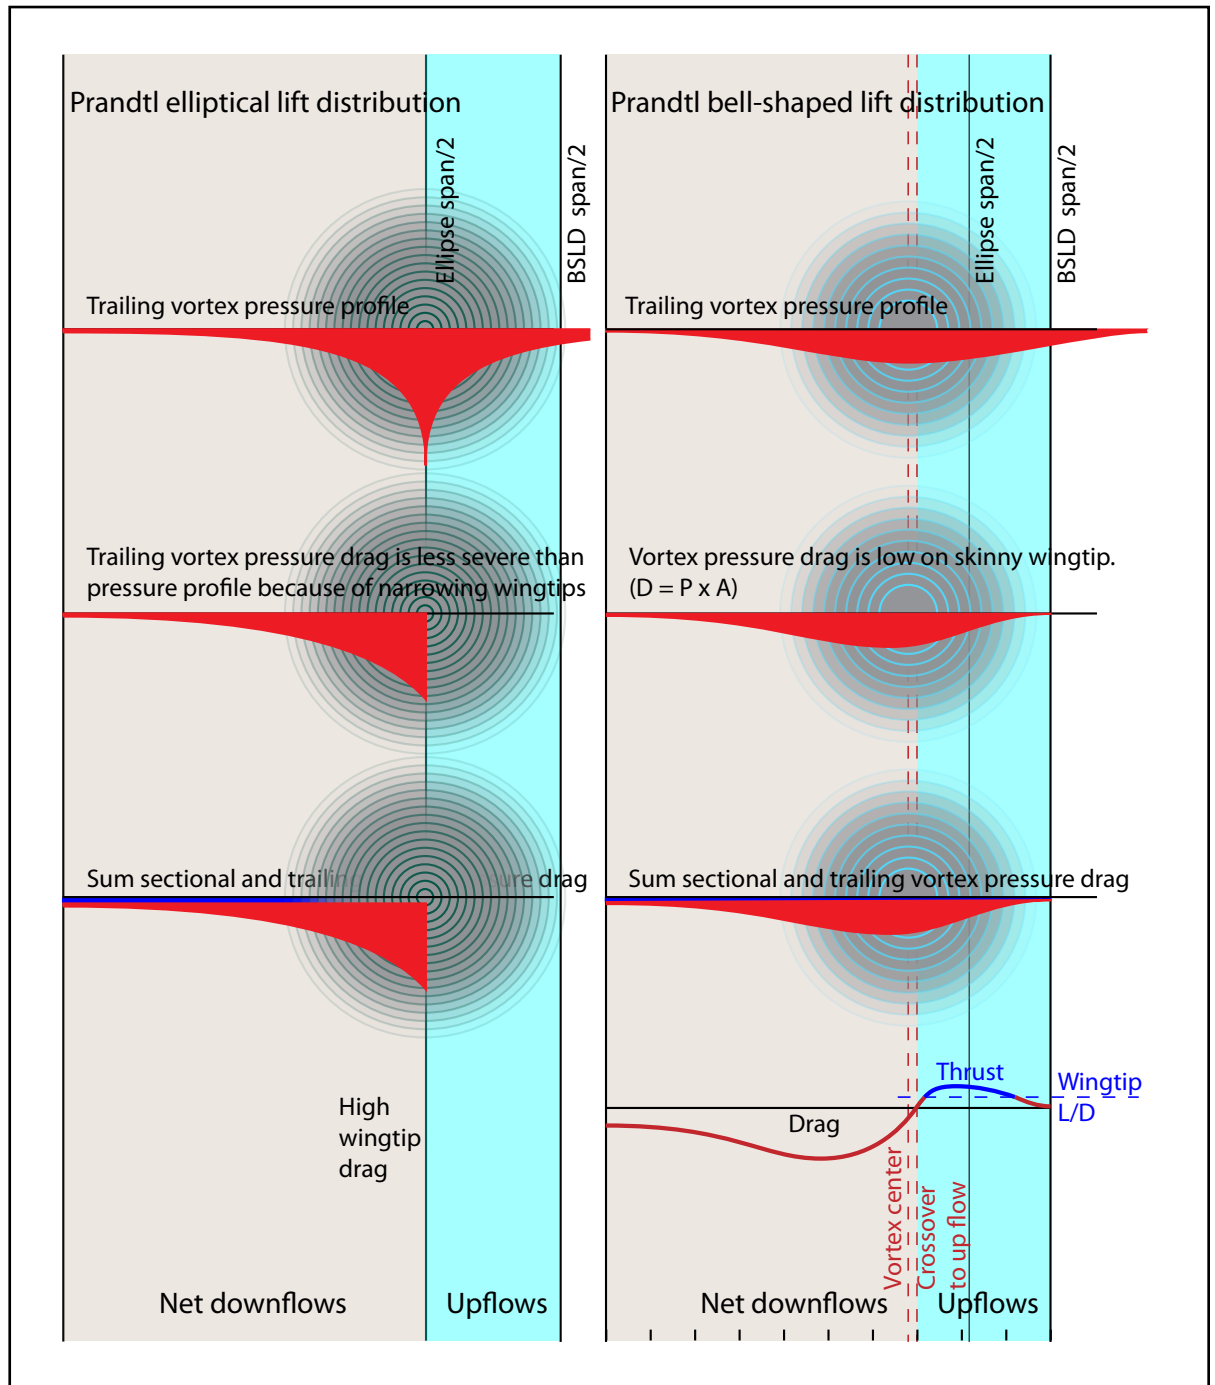 Prandtl elliptical lift distribution
Ellipse span/2
BSLD span/2
Trailing vortex pressure profile
Trailing vortex pressure drag is less severe than
pressure profile because of narrowing wingtips
Sum sectional and trailing
ure drag
High
wingtip
drag
Net downflows
Upflows
Prandtl bell-shaped lift distribution
Ellipse span/2
BSLD span/2
Trailing vortex pressure profile
Vortex pressure drag is low on skinny wingtip.
(D = P x A)
Sum sectional and trailing vortex pressure drag
Thrust
Wingtip
L/D
Drag
Vortex center
Crossover
to up flow
Net downflows
Upflows